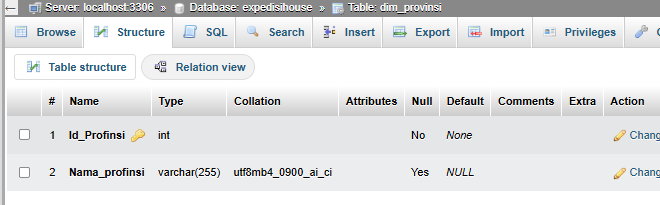 Server: localhost:3306 » Database: expedisihouse » Table: dim_provinsi
Browse Structure SQL Search Insert Export Import Privileges
Table structure Relation view
# Name Type Collation Attributes Null Default Comments Extra Action
1 Id_Profinsi int No None Chang
2 Nama_profinsi varchar(255) utf8mb4_0900_ai_ci Yes NULL Chang